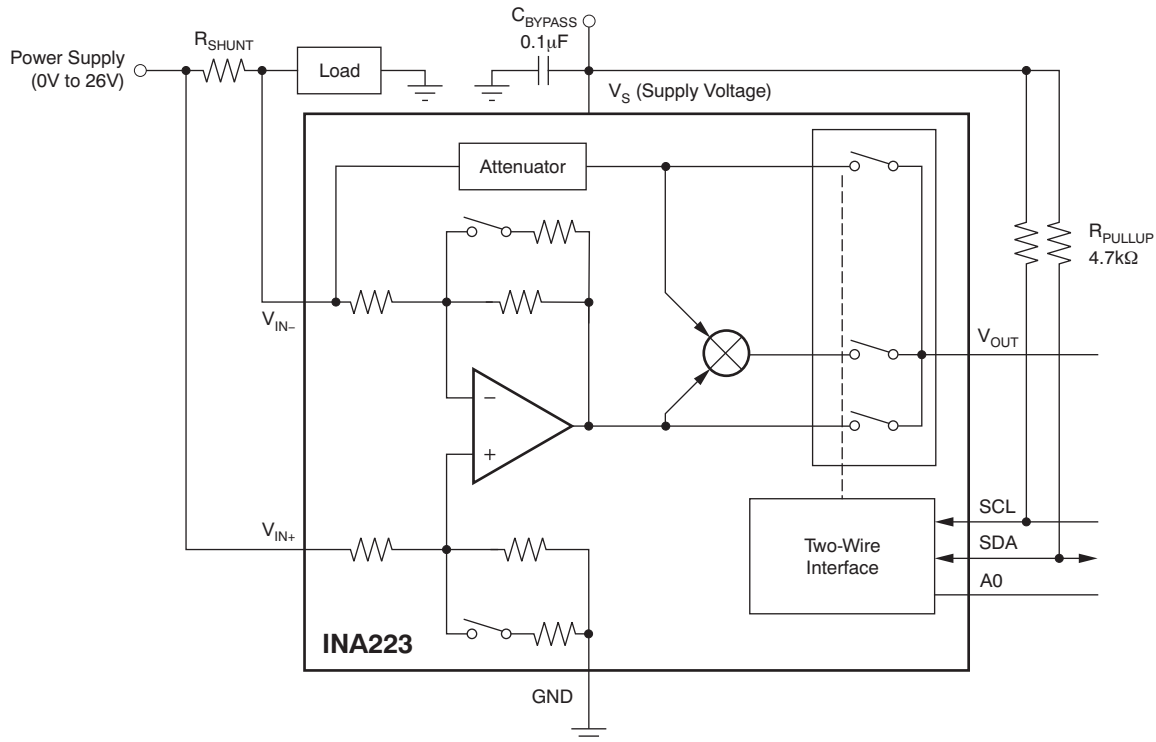 C_BYPASS
0.1µF
R_SHUNT
Power Supply
(0V to 26V)
Load
V_S (Supply Voltage)
Attenuator
R_PULLUP
4.7kΩ
V_IN–
V_OUT
−
+
V_IN+
SCL
SDA
A0
Two-Wire
Interface
INA223
GND